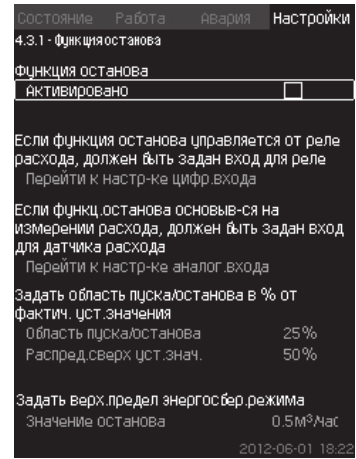 Состояние Работа Авария Настройки
4.3.1 - Функция останова
Функция останова
Активировано
Если функция останова управляется от реле
расхода, должен быть задан вход для реле
Перейти к настр-ке цифр.входа
Если функц.останова основыв-ся на
измерении расхода, должен быть задан вход
для датчика расхода
Перейти к настр-ке аналог.входа
Задать область пуска/останова в % от
фактич. уст.значения
Область пуска/останова 25%
Распред.сверх уст.знач. 50%
Задать верх.предел энергосбер.режима
Значение останова 0.5м³/час
2012-06-01 18:22